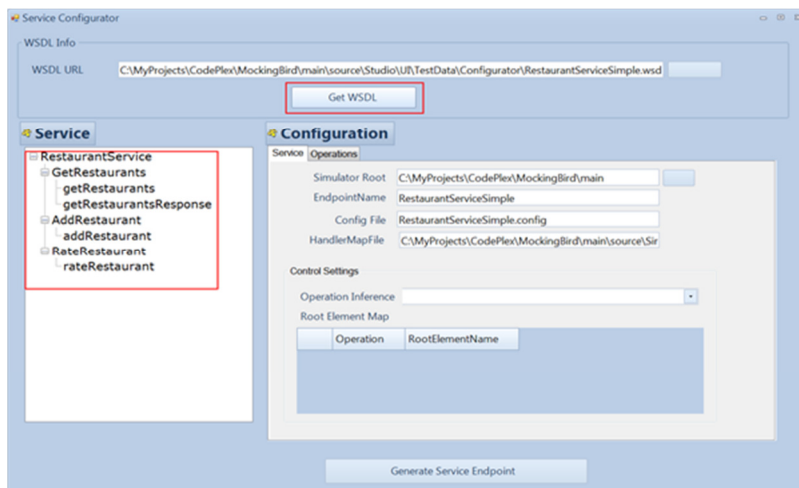 Service Configurator
WSDL Info
WSDL URL C:\MyProjects\CodePlex\MockingBird\main\source\Studio\UI\TestData\Configurator\RestaurantServiceSimple.wsd
Get WSDL
Service
RestaurantService
GetRestaurants
getRestaurants
getRestaurantsResponse
AddRestaurant
addRestaurant
RateRestaurant
rateRestaurant
Configuration
Service Operations
Simulator Root C:\MyProjects\CodePlex\MockingBird\main
EndpointName RestaurantServiceSimple
Config File RestaurantServiceSimple.config
HandlerMapFile C:\MyProjects\CodePlex\MockingBird\main\source\Sir
Control Settings
Operation Inference
Root Element Map
Operation RootElementName
Generate Service Endpoint